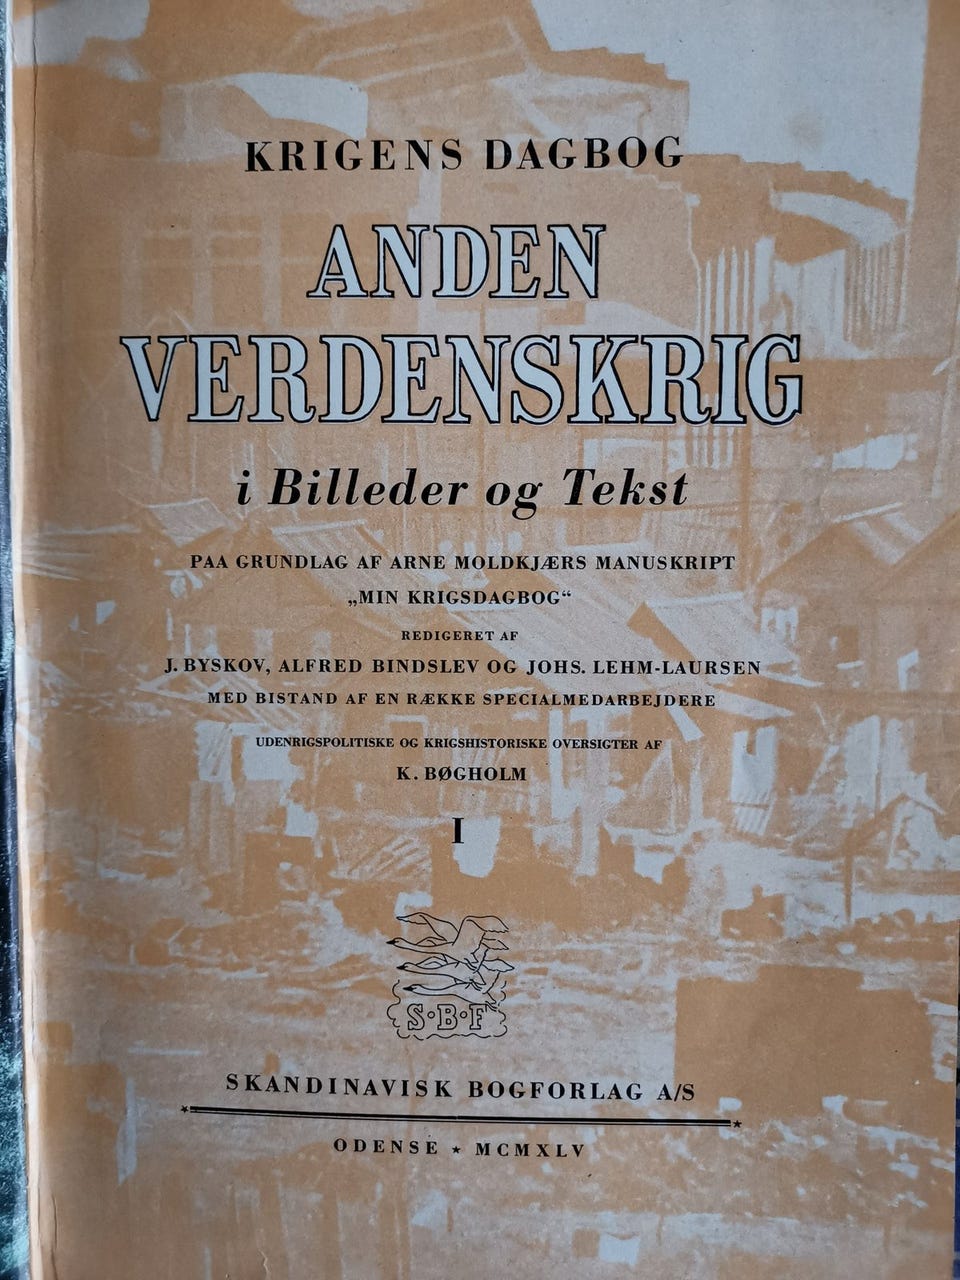 KRIGENS DAGBOG
ANDEN
VERDENSKRIG
i Billeder og Tekst
PAA GRUNDLAG AF ARNE MOLDKJÆRS MANUSKRIPT
„MIN KRIGSDAGBOG“
REDIGERET AF
J. BYSKOV, ALFRED BINDSLEV OG JOHS. LEHM-LAURSEN
MED BISTAND AF EN RÆKKE SPECIALMEDARBEJDERE
UDENRIGSPOLITISKE OG KRIGSHISTORISKE OVERSIGTER AF
K. BØGHOLM
I
S·B·F
SKANDINAVISK BOGFORLAG A/S
ODENSE ★ MCMXLV